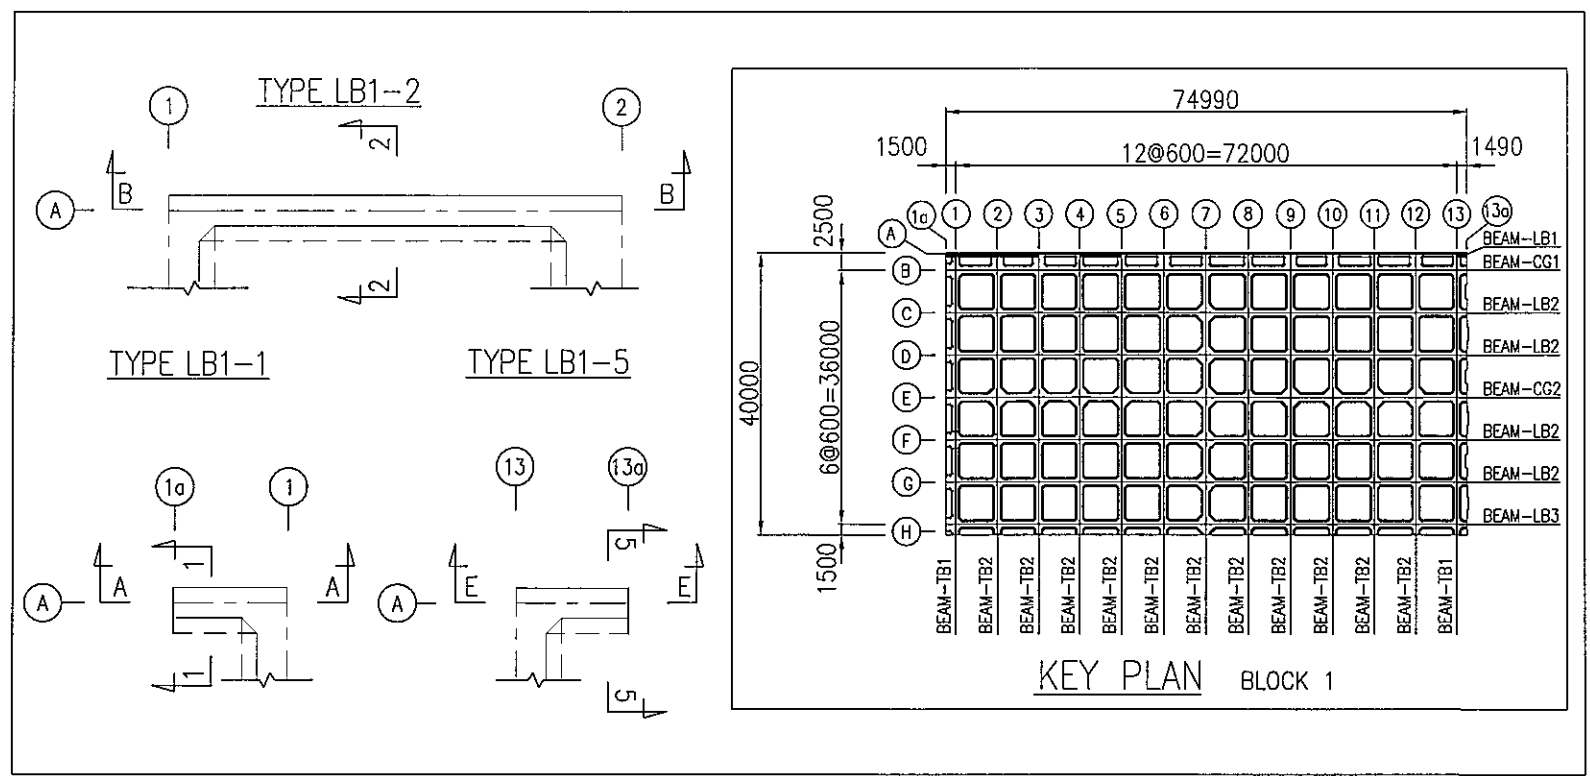 TYPE LB1-2
1
2
2
B
B
A
2
TYPE LB1-1
TYPE LB1-5
1a
1
13
13a
1
5
A
A
E
E
A
A
1
5
74990
1500
12@600=72000
1490
2500
1a
1
2
3
4
5
6
7
8
9
10
11
12
13
13a
A
BEAM-LB1
B
BEAM-CG1
C
BEAM-LB2
D
BEAM-LB2
40000
6@600=36000
E
BEAM-CG2
F
BEAM-LB2
G
BEAM-LB2
H
BEAM-LB3
1500
BEAM-TB1
BEAM-TB2
BEAM-TB2
BEAM-TB2
BEAM-TB2
BEAM-TB2
BEAM-TB2
BEAM-TB2
BEAM-TB2
BEAM-TB2
BEAM-TB2
BEAM-TB2
BEAM-TB1
KEY PLAN BLOCK 1